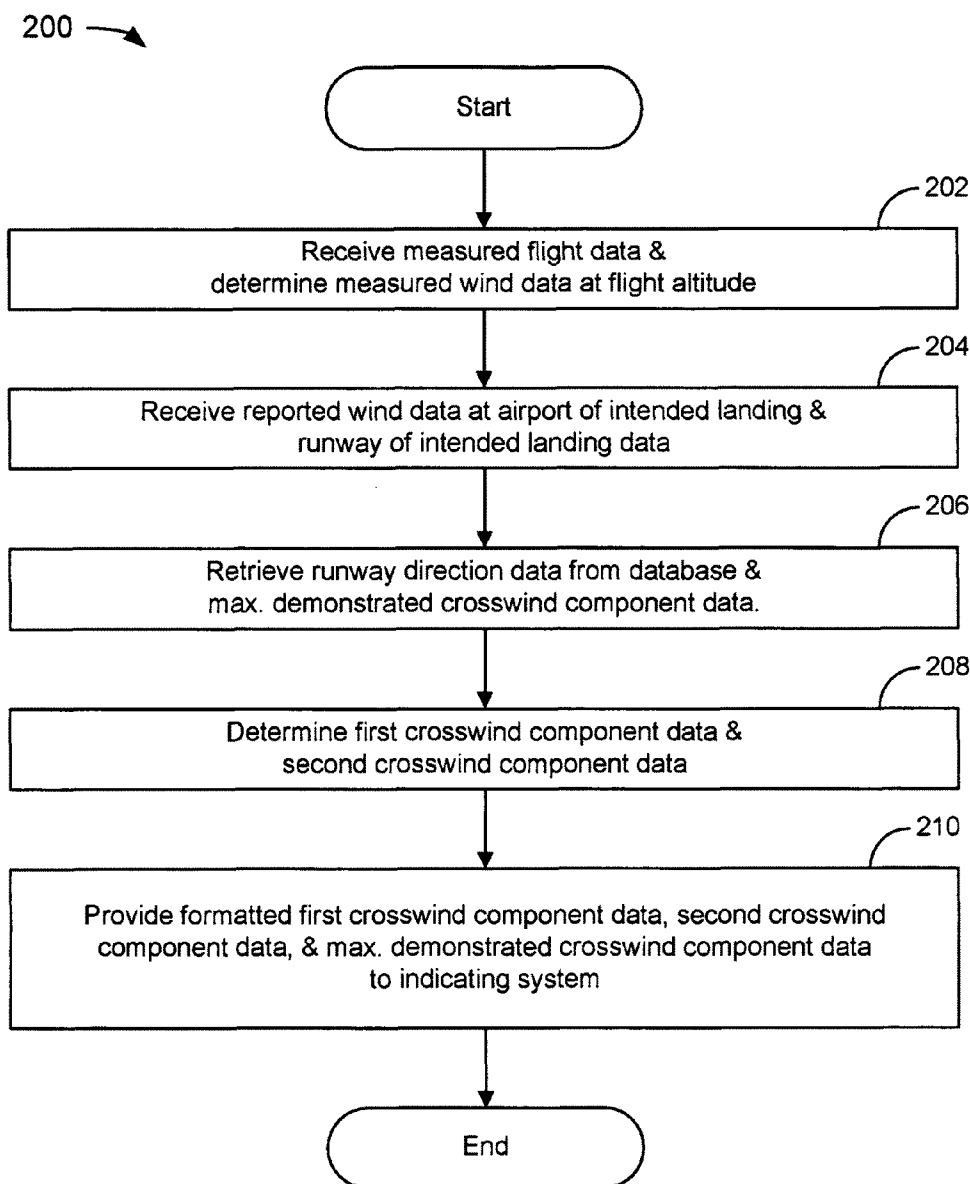 200
Start
202
Receive measured flight data &
determine measured wind data at flight altitude
204
Receive reported wind data at airport of intended landing &
runway of intended landing data
206
Retrieve runway direction data from database &
max. demonstrated crosswind component data.
208
Determine first crosswind component data &
second crosswind component data
210
Provide formatted first crosswind component data, second crosswind
component data, & max. demonstrated crosswind component data
to indicating system
End